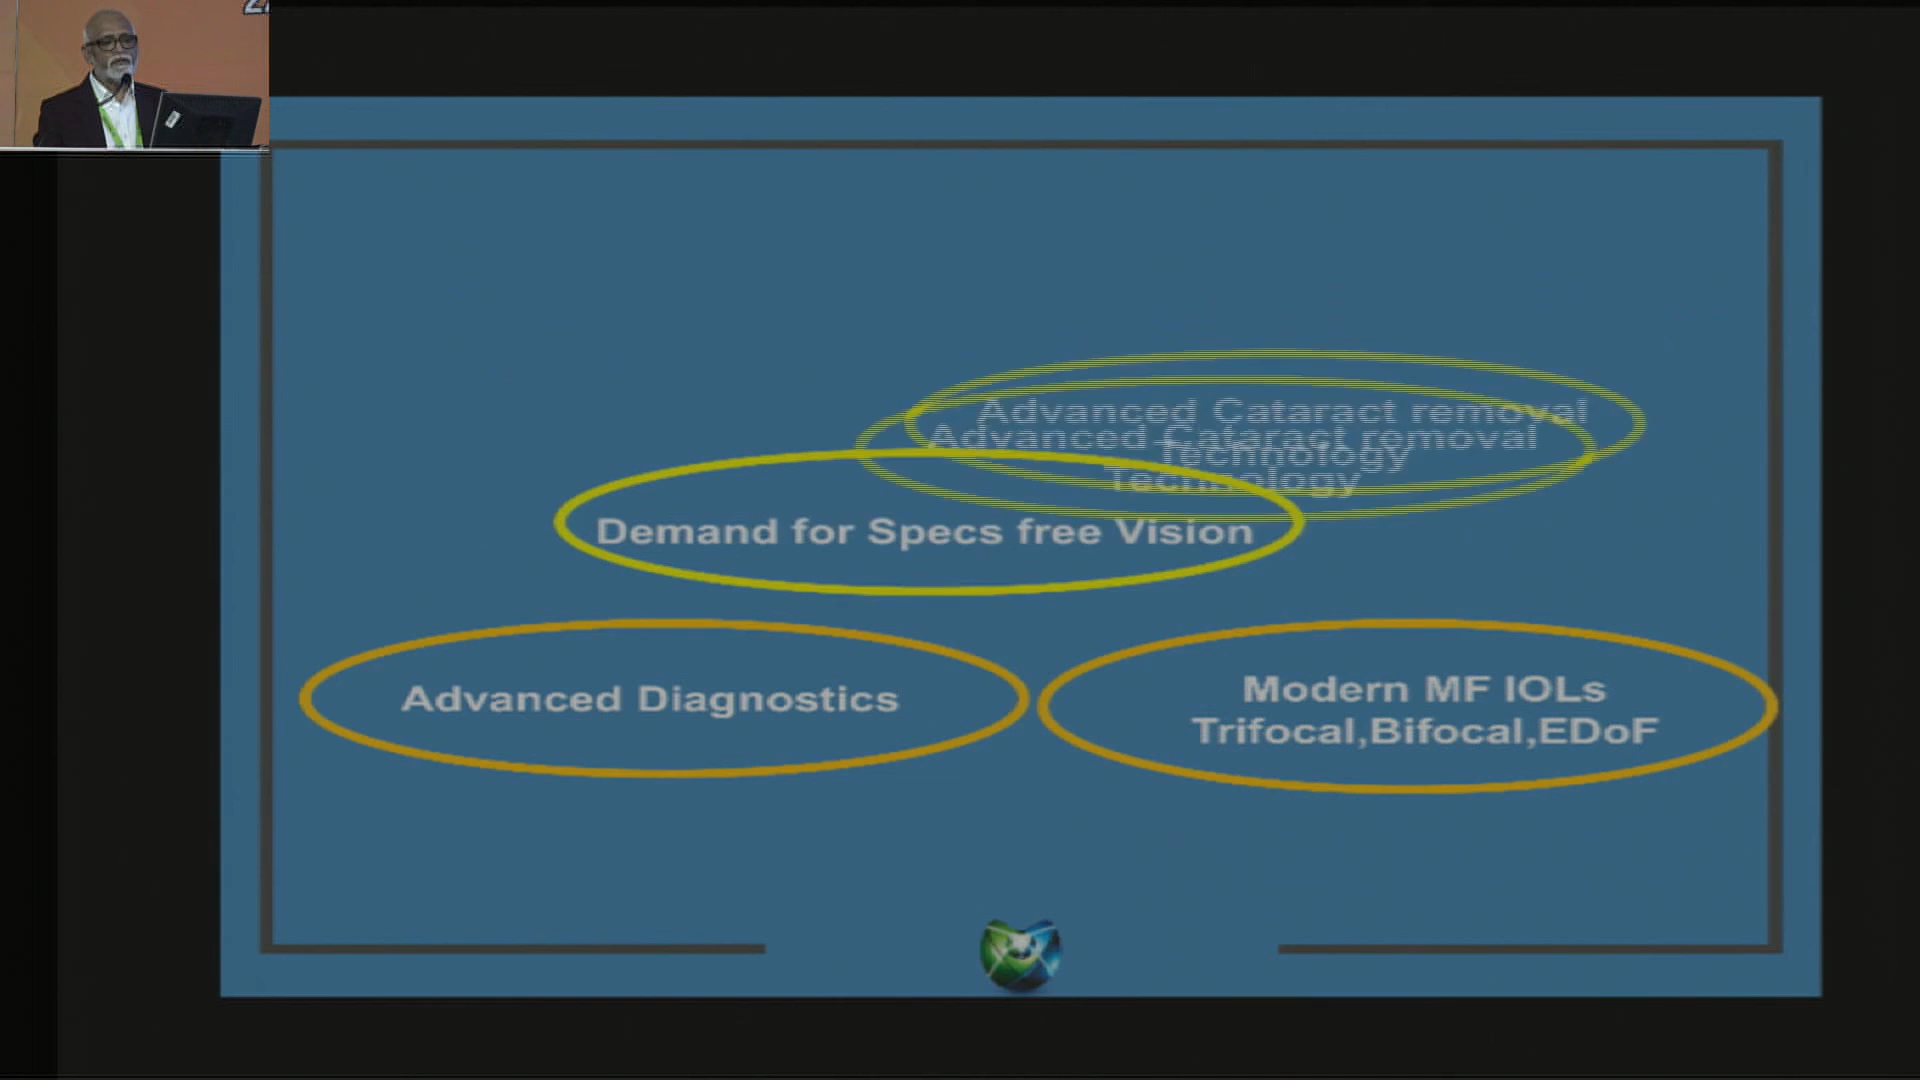 Advanced Cataract removal
Technology
Advanced Cataract removal
Technology
Demand for Specs free Vision
Advanced Diagnostics
Modern MF IOLs
Trifocal,Bifocal,EDoF